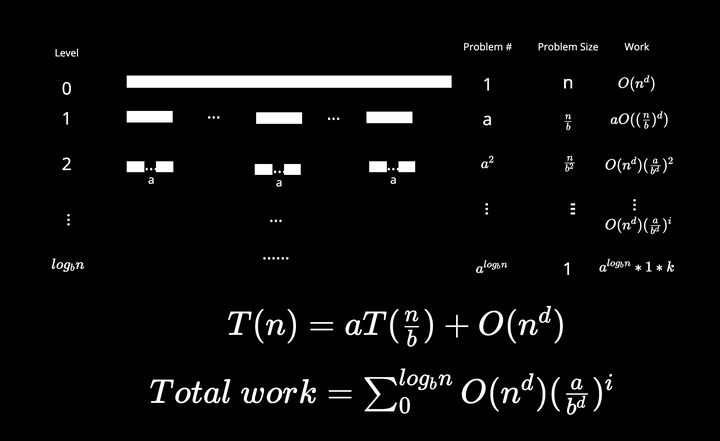 Level Problem # Problem Size Work
0 1 n $O(n^d)$
1 ... ... a $\frac{n}{b}$ $aO((\frac{n}{b})^d)$
2 ... ... ... $a^2$ $\frac{n}{b^2}$ $O(n^d)(\frac{a}{b^d})^2$
a a a
⋮ ... ⋮ ⋮ ⋮
$O(n^d)(\frac{a}{b^d})^i$
$log_b n$ ...... $a^{log_b n}$ 1 $a^{log_b n} * 1 * k$
$T(n) = aT(\frac{n}{b}) + O(n^d)$
$Total\ work = \sum_0^{log_b n} O(n^d)(\frac{a}{b^d})^i$